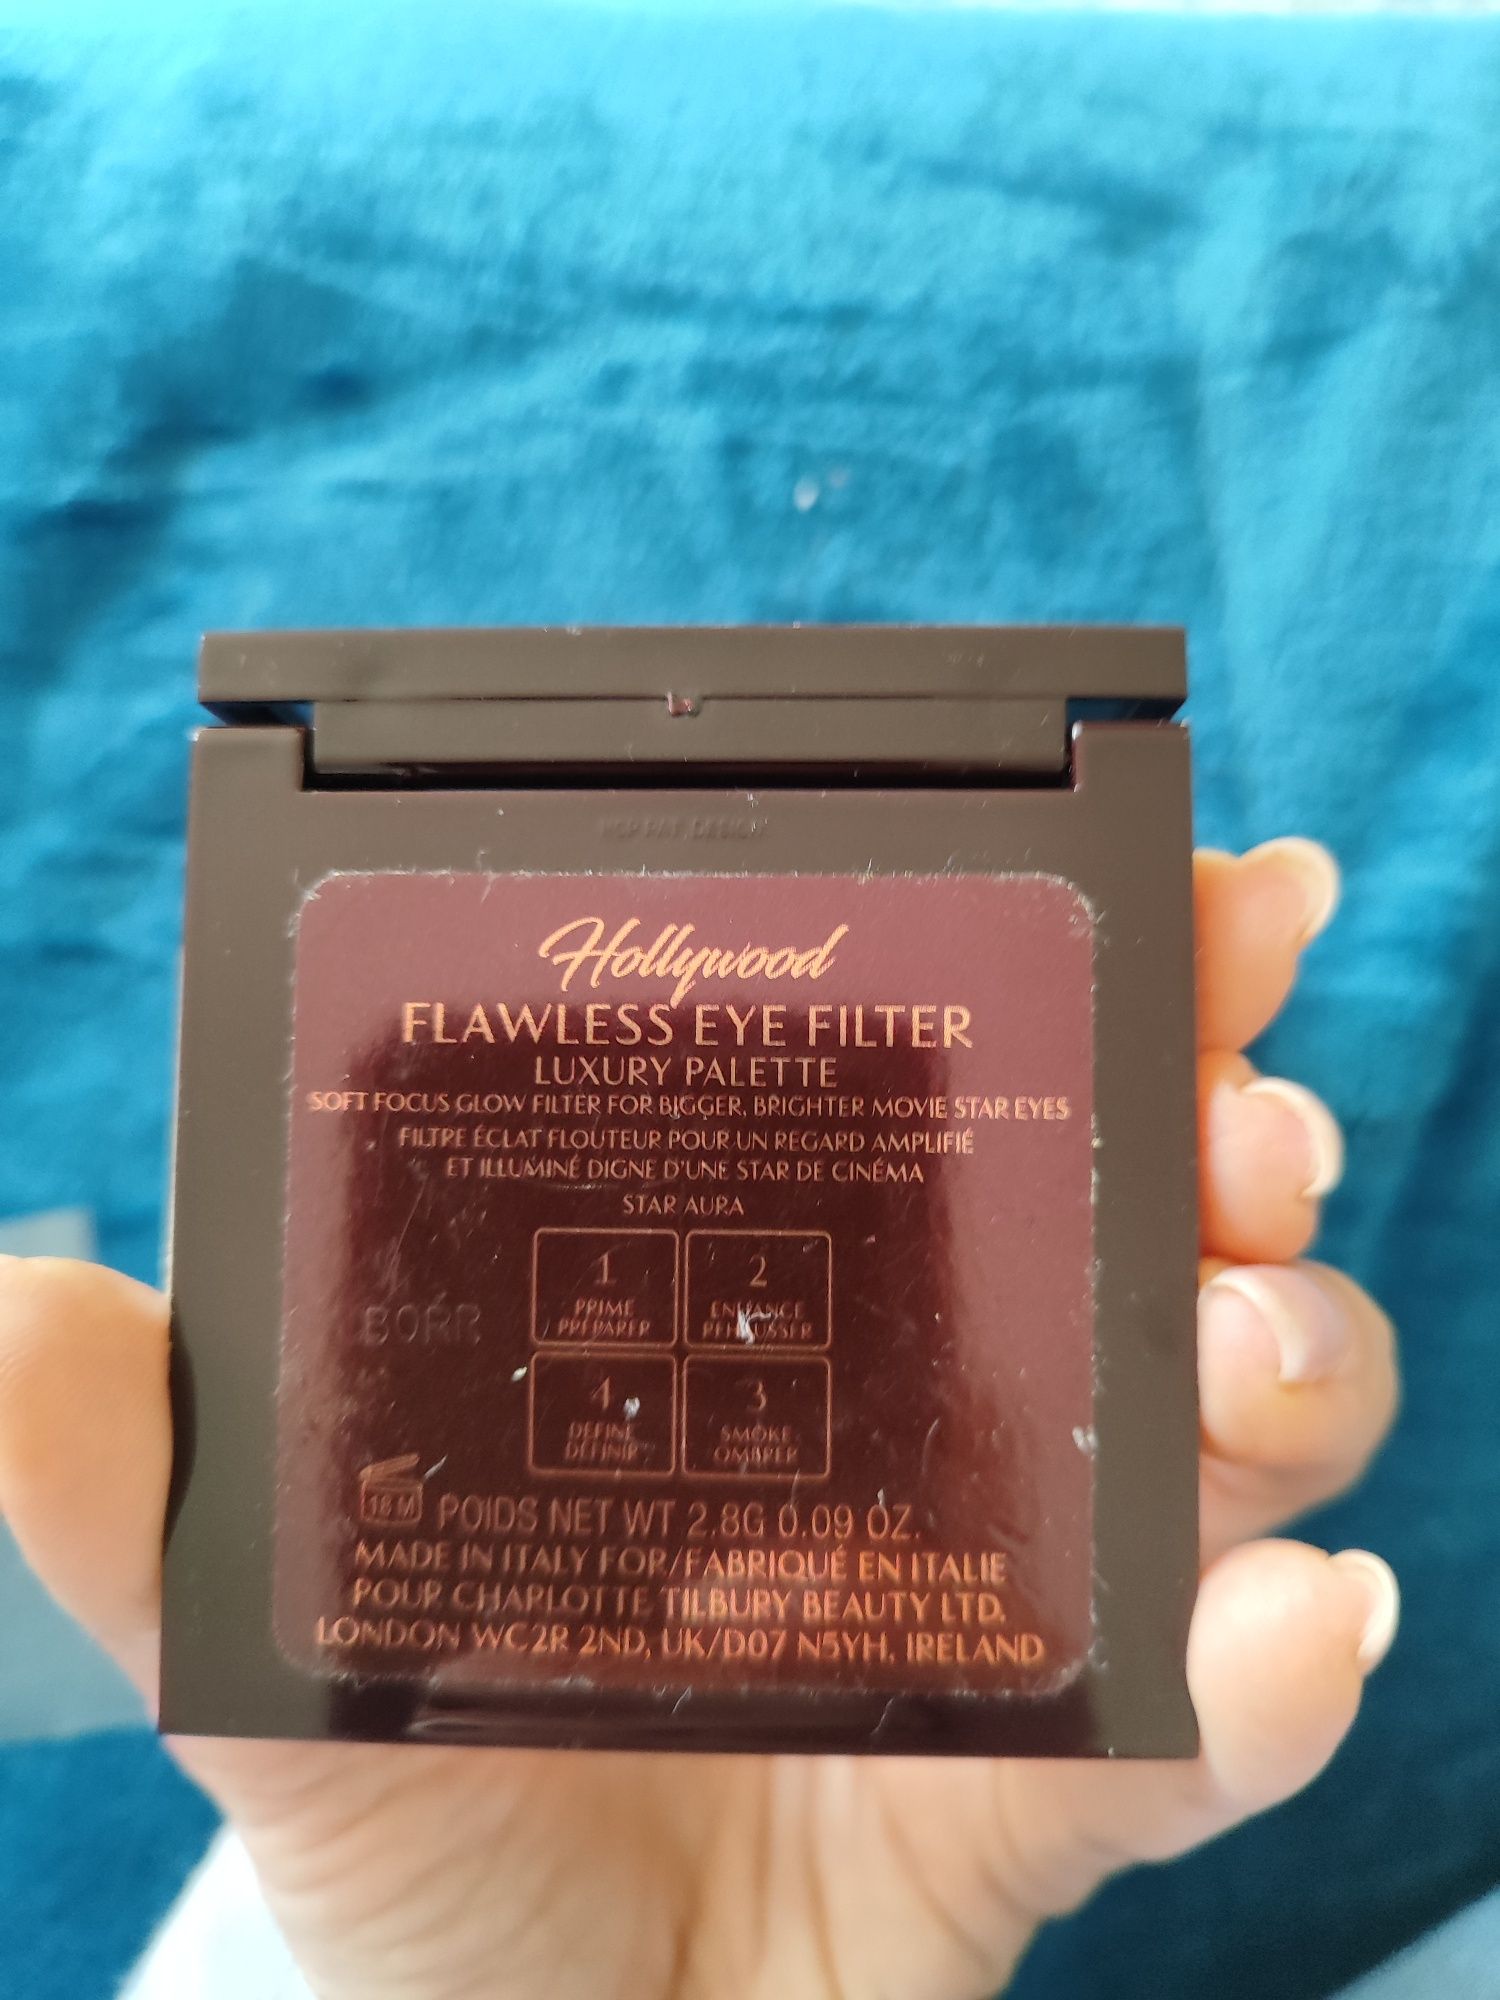 Hollywood
FLAWLESS EYE FILTER
LUXURY PALETTE
SOFT FOCUS GLOW FILTER FOR BIGGER, BRIGHTER MOVIE STAR EYES
FILTRE ÉCLAT FLOUTEUR POUR UN REGARD AMPLIFIÉ
ET ILLUMINÉ DIGNE D'UNE STAR DE CINÉMA
STAR AURA
1
PRIME
PRÉPARER
2
ENHANCE
REHAUSSER
4
DEFINE
DÉFINIR
3
SMOKE
OMBRER
18 M
POIDS NET WT 2.8G 0.09 OZ.
MADE IN ITALY FOR/FABRIQUÉ EN ITALIE
POUR CHARLOTTE TILBURY BEAUTY LTD.
LONDON WC2R 2ND, UK/D07 N5YH, IRELAND